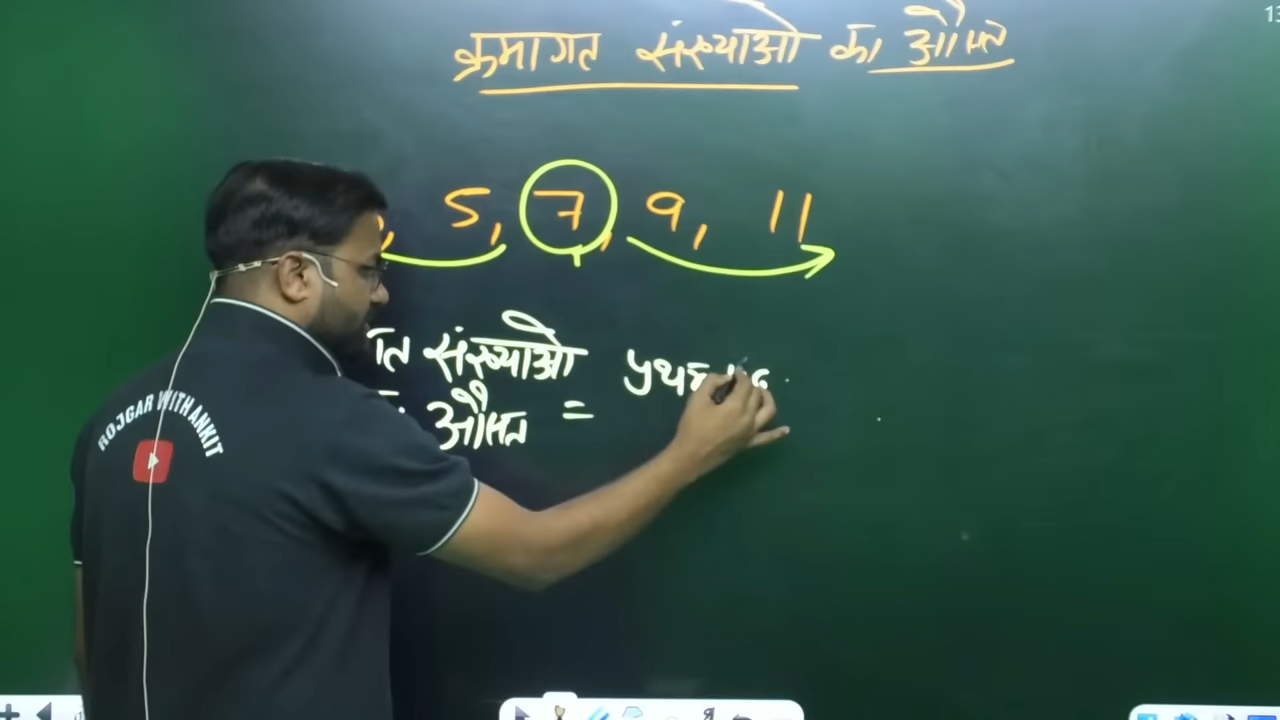 क्रमागत संख्याओ का औसत
, 5, 7, 9, 11
त संख्याओ
औसत =
ROJGAR WITH ANKIT